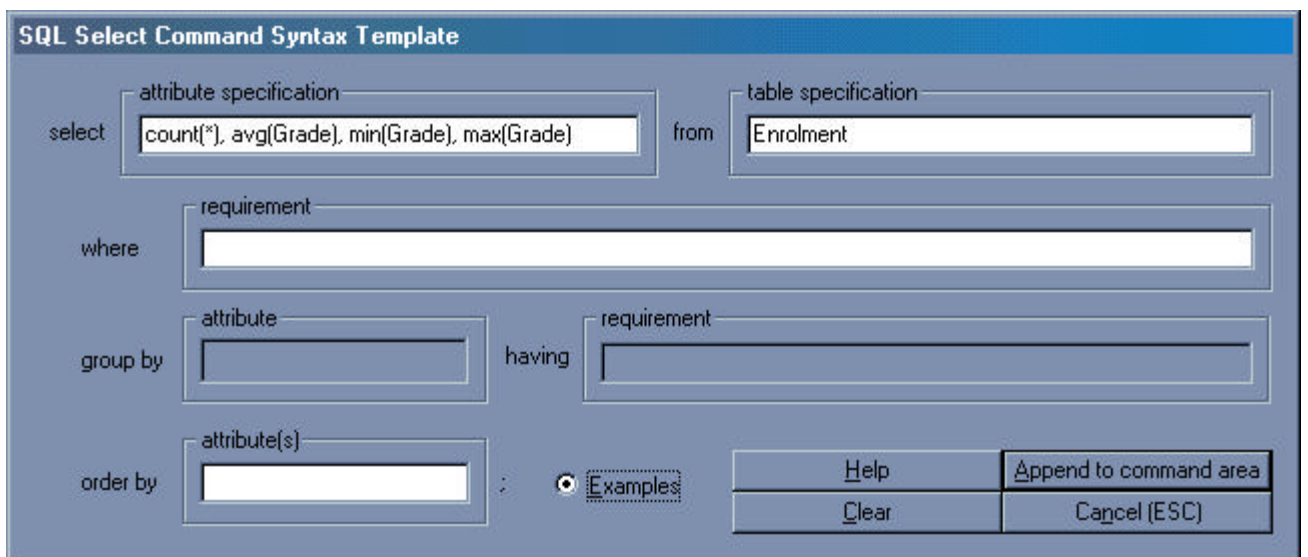 SQL Select Command Syntax Template
attribute specification
table specification
select
count(*), avg(Grade), min(Grade), max(Grade)
from
Enrolment
requirement
where
attribute
requirement
group by
having
attribute(s)
order by
;
Examples
Help
Append to command area
Clear
Cancel (ESC)